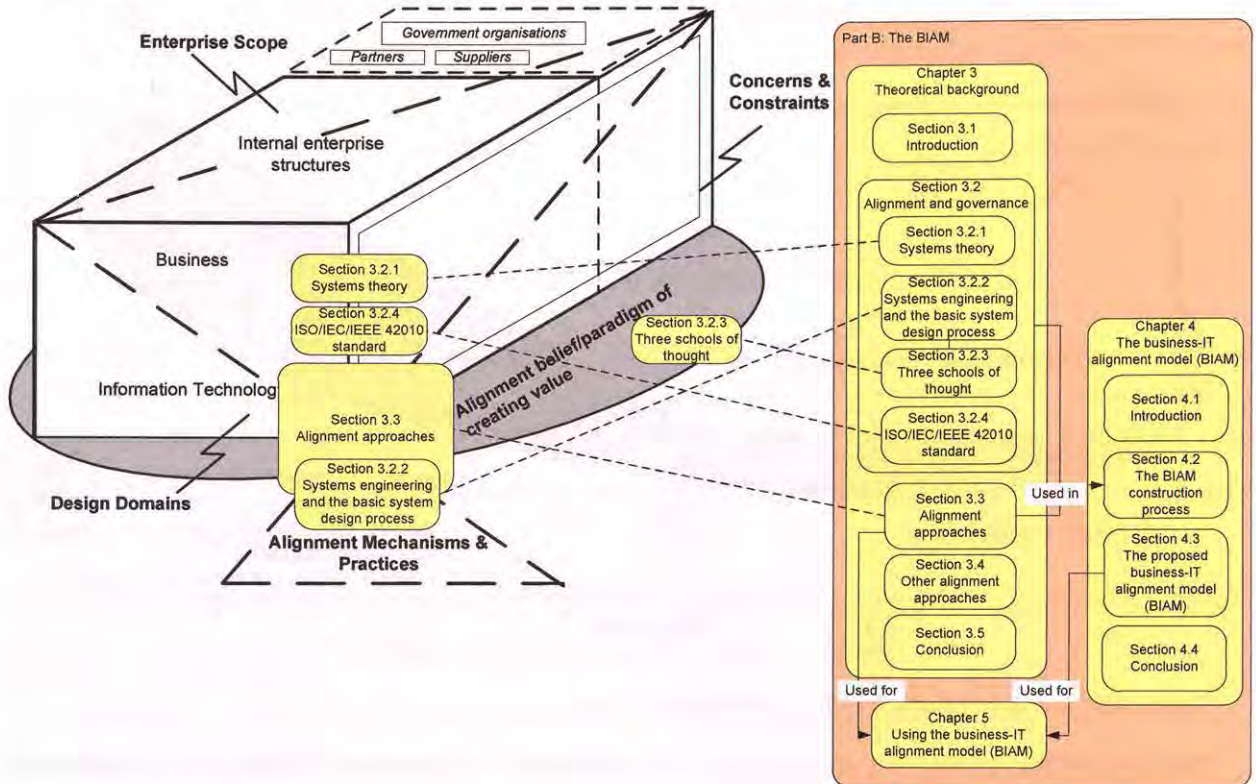 Enterprise Scope
Government organisations
Partners
Suppliers
Concerns &
Constraints
Internal enterprise
structures
Business
Section 3.2.1
Systems theory
Section 3.2.4
ISO/IEC/IEEE 42010
standard
Section 3.2.3
Three schools of
thought
Alignment belief/paradigm of
creating value
Information Technology
Section 3.3
Alignment approaches
Section 3.2.2
Systems engineering
and the basic system
design process
Design Domains
Alignment Mechanisms &
Practices
Part B: The BIAM
Chapter 3
Theoretical background
Section 3.1
Introduction
Section 3.2
Alignment and governance
Section 3.2.1
Systems theory
Section 3.2.2
Systems engineering
and the basic system
design process
Section 3.2.3
Three schools of
thought
Section 3.2.4
ISO/IEC/IEEE 42010
standard
Section 3.3
Alignment
approaches
Section 3.4
Other alignment
approaches
Section 3.5
Conclusion
Used in
Chapter 4
The business-IT
alignment model (BIAM)
Section 4.1
Introduction
Section 4.2
The BIAM
construction
process
Section 4.3
The proposed
business-IT
alignment model
(BIAM)
Section 4.4
Conclusion
Used for
Used for
Chapter 5
Using the business-IT
alignment model (BIAM)